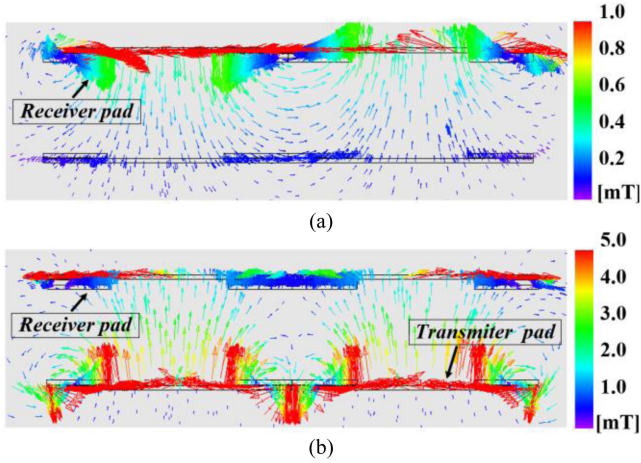 1.0
0.8
0.6
0.4
0.2
[mT]
Receiver pad
(a)
5.0
4.0
3.0
2.0
1.0
[mT]
Receiver pad
Transmiter pad
(b)